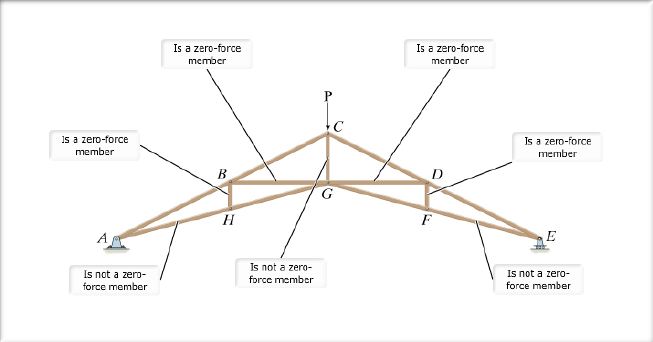 Is a zero-force
member
Is a zero-force
member
P
C
Is a zero-force
member
Is a zero-force
member
B
D
G
H
F
A
E
Is not a zero-
force member
Is not a zero-
force member
Is not a zero-
force member